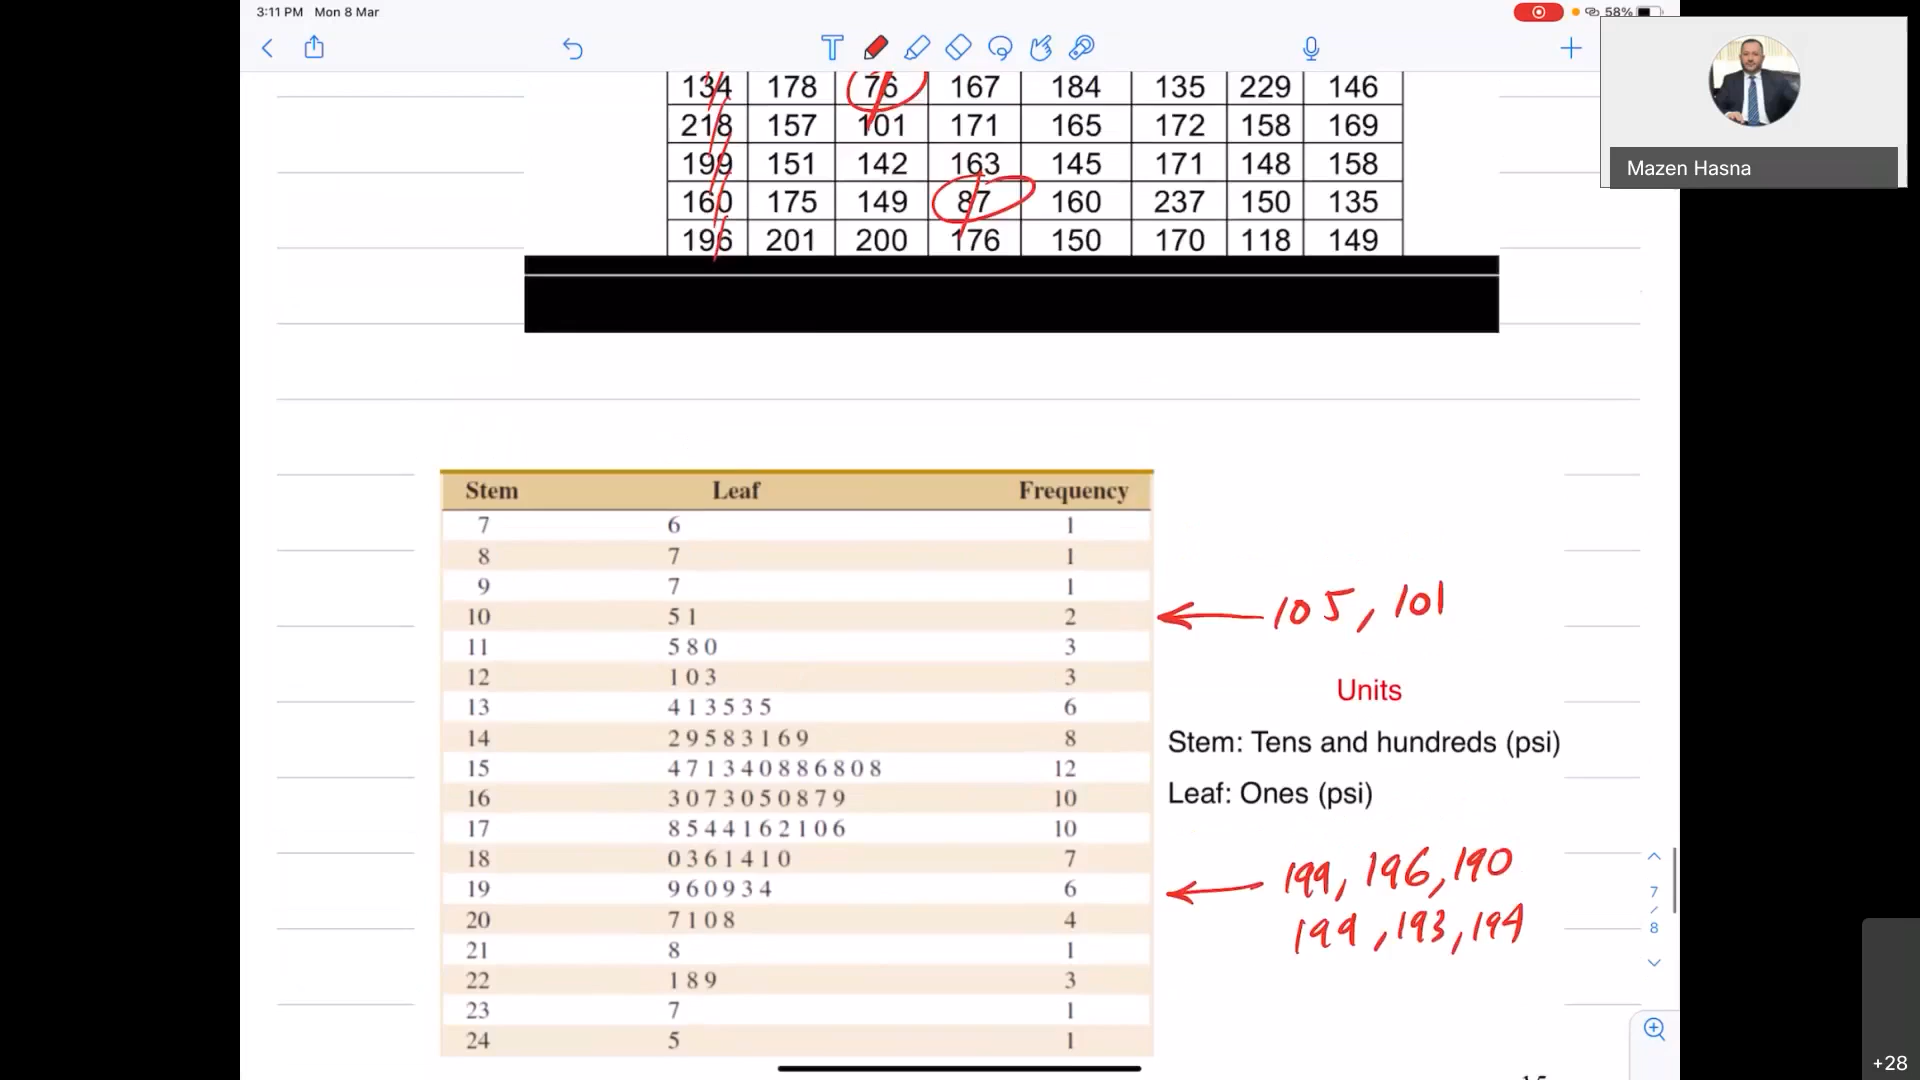 3:11 PM Mon 8 Mar
58%
Mazen Hasna
134 178 76 167 184 135 229 146
218 157 101 171 165 172 158 169
199 151 142 163 145 171 148 158
160 175 149 87 160 237 150 135
196 201 200 176 150 170 118 149
Stem Leaf Frequency
7 6 1
8 7 1
9 7 1
10 5 1 2
11 5 8 0 3
12 1 0 3 3
13 4 1 3 5 3 5 6
14 2 9 5 8 3 1 6 9 8
15 4 7 1 3 4 0 8 8 6 8 0 8 12
16 3 0 7 3 0 5 0 8 7 9 10
17 8 5 4 4 1 6 2 1 0 6 10
18 0 3 6 1 4 1 0 7
19 9 6 0 9 3 4 6
20 7 1 0 8 4
21 8 1
22 1 8 9 3
23 7 1
24 5 1
105, 101
Units
Stem: Tens and hundreds (psi)
Leaf: Ones (psi)
199, 196, 190
199, 193, 194
7
/
8
+28